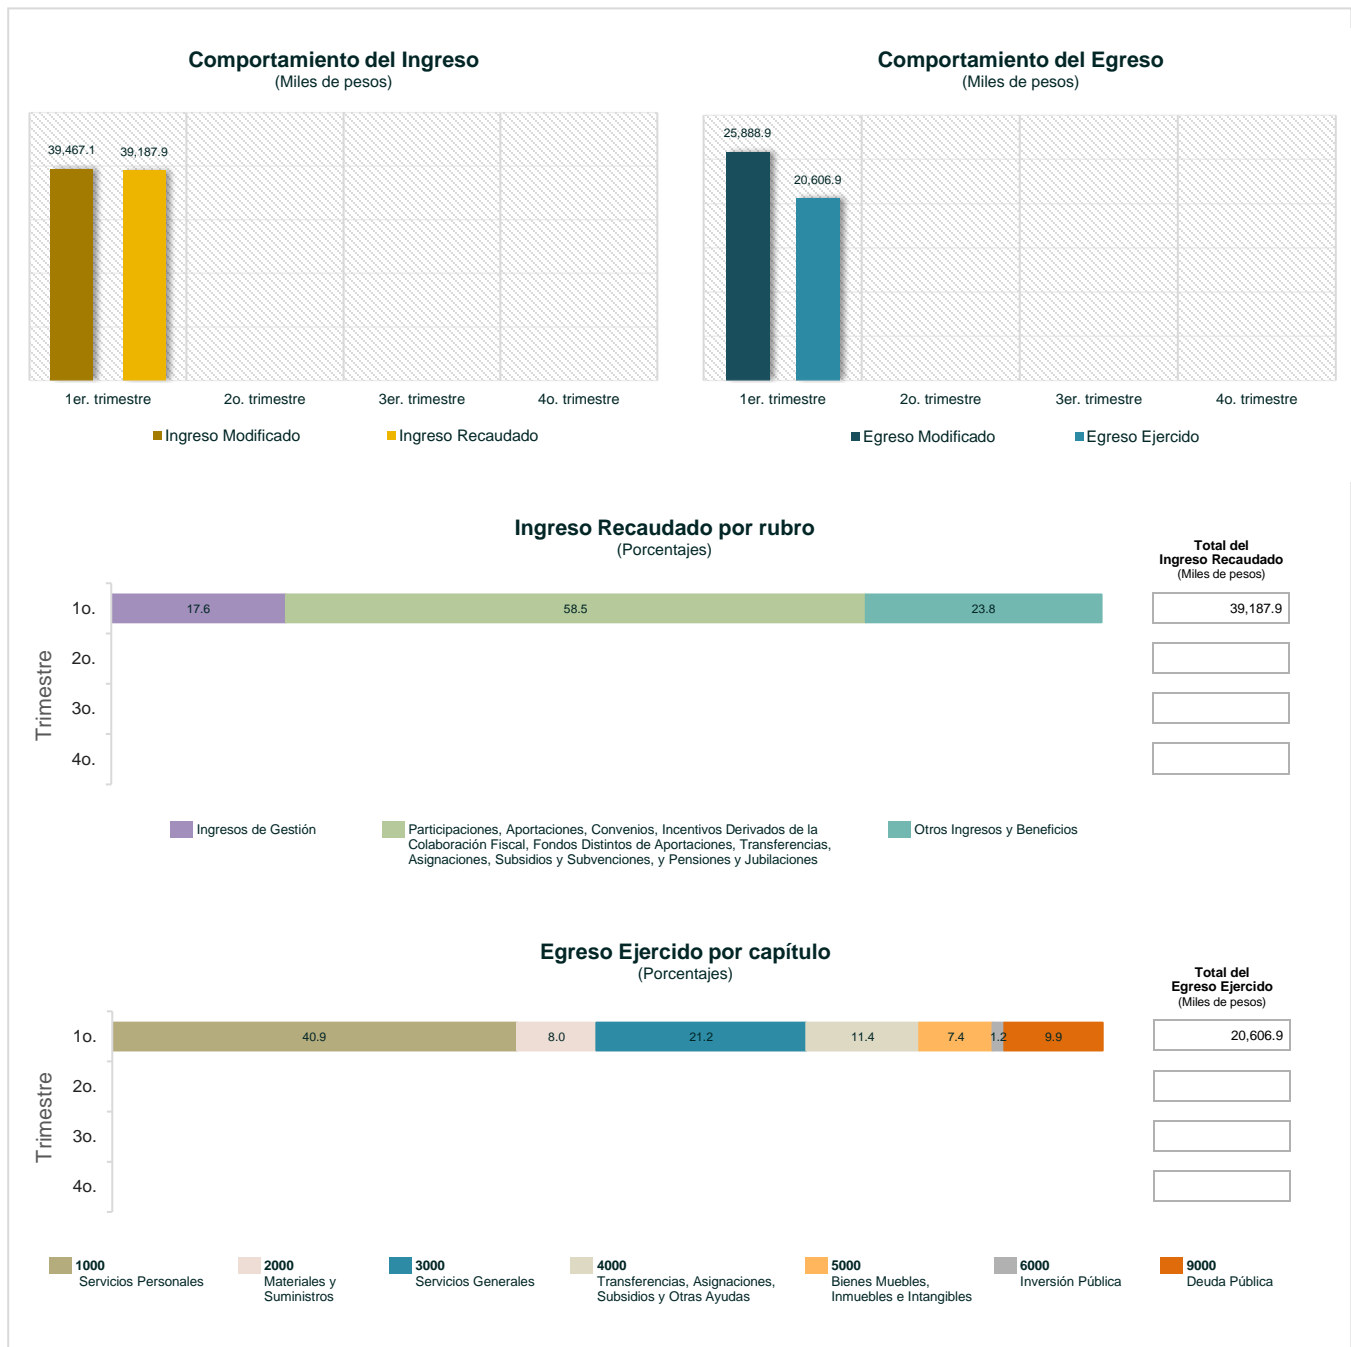 Comportamiento del Ingreso
(Miles de pesos)
39,467.1
39,187.9
1er. trimestre
2o. trimestre
3er. trimestre
4o. trimestre
Ingreso Modificado
Ingreso Recaudado
Comportamiento del Egreso
(Miles de pesos)
25,888.9
20,606.9
1er. trimestre
2o. trimestre
3er. trimestre
4o. trimestre
Egreso Modificado
Egreso Ejercido
Ingreso Recaudado por rubro
(Porcentajes)
Total del
Ingreso Recaudado
(Miles de pesos)
Trimestre
1o.
17.6
58.5
23.8
39,187.9
2o.
3o.
4o.
Ingresos de Gestión
Participaciones, Aportaciones, Convenios, Incentivos Derivados de la
Colaboración Fiscal, Fondos Distintos de Aportaciones, Transferencias,
Asignaciones, Subsidios y Subvenciones, y Pensiones y Jubilaciones
Otros Ingresos y Beneficios
Egreso Ejercido por capítulo
(Porcentajes)
Total del
Egreso Ejercido
(Miles de pesos)
Trimestre
1o.
40.9
8.0
21.2
11.4
7.4
1.2
9.9
20,606.9
2o.
3o.
4o.
1000
Servicios Personales
2000
Materiales y
Suministros
3000
Servicios Generales
4000
Transferencias, Asignaciones,
Subsidios y Otras Ayudas
5000
Bienes Muebles,
Inmuebles e Intangibles
6000
Inversión Pública
9000
Deuda Pública